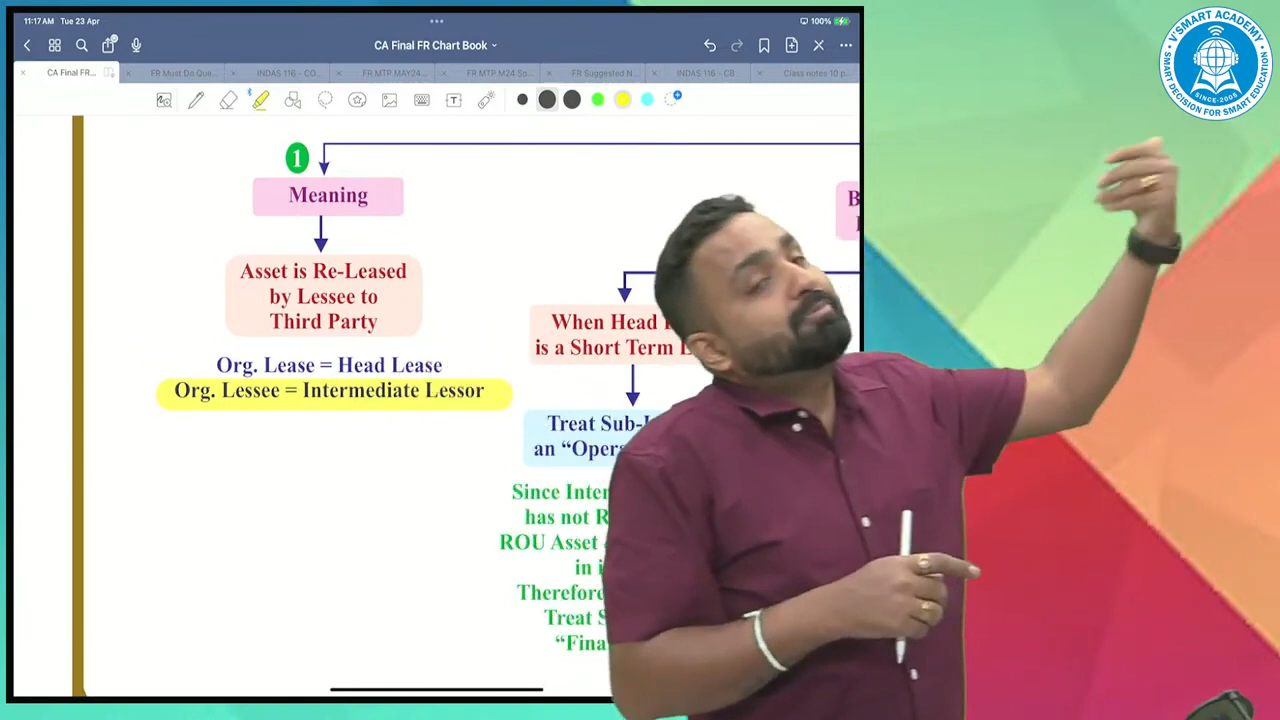 11:17 AM Tue 23 Apr
100%
CA Final FR Chart Book
CA Final FR...
FR Must Do Que...
INDAS 116 - CO...
FR MTP MAY24...
FR MTP M24 So...
FR Suggested N...
INDAS 116 - CB
Class notes 10 p...
1
Meaning
Asset is Re-Leased
by Lessee to
Third Party
Org. Lease = Head Lease
Org. Lessee = Intermediate Lessor
B
When Head
is a Short Term
Treat Sub-
an “Opera
Since Inter
has not R
ROU Asset
in i
Therefore
Treat S
“Fina
V'SMART ACADEMY
SINCE-2005
SMART DECISION FOR SMART EDUCATION